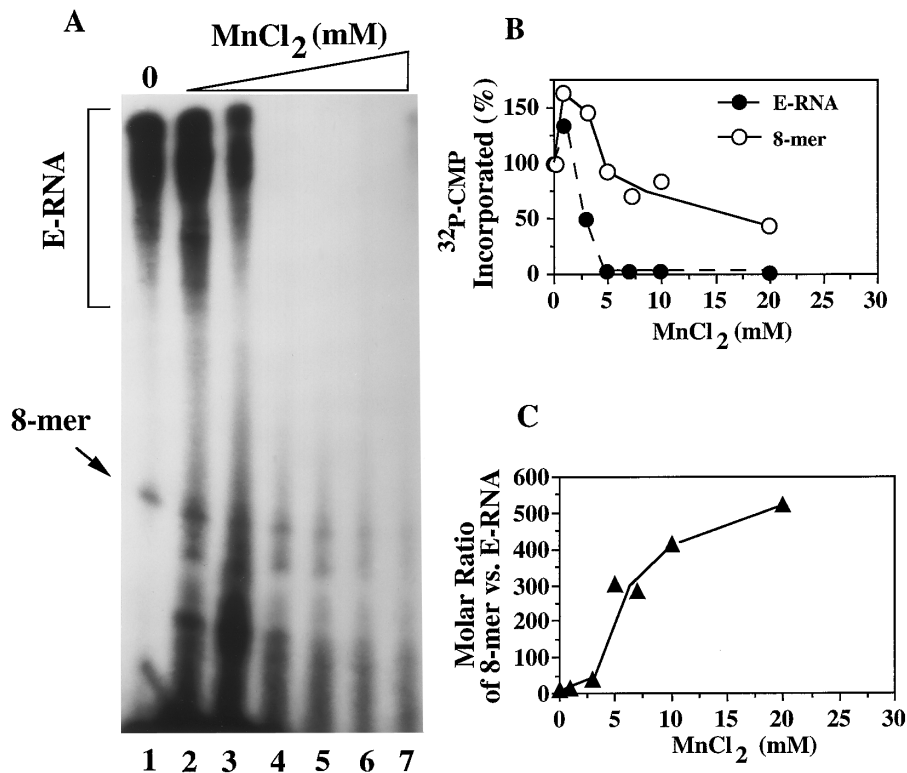 A
MnCl2 (mM)
0
E-RNA
8-mer
1 2 3 4 5 6 7
B
32P-CMP
Incorporated (%)
150
100
50
0
E-RNA
8-mer
0 5 10 15 20 25 30
MnCl2 (mM)
C
Molar Ratio
of 8-mer vs. E-RNA
600
500
400
300
200
100
0
0 5 10 15 20 25 30
MnCl2 (mM)